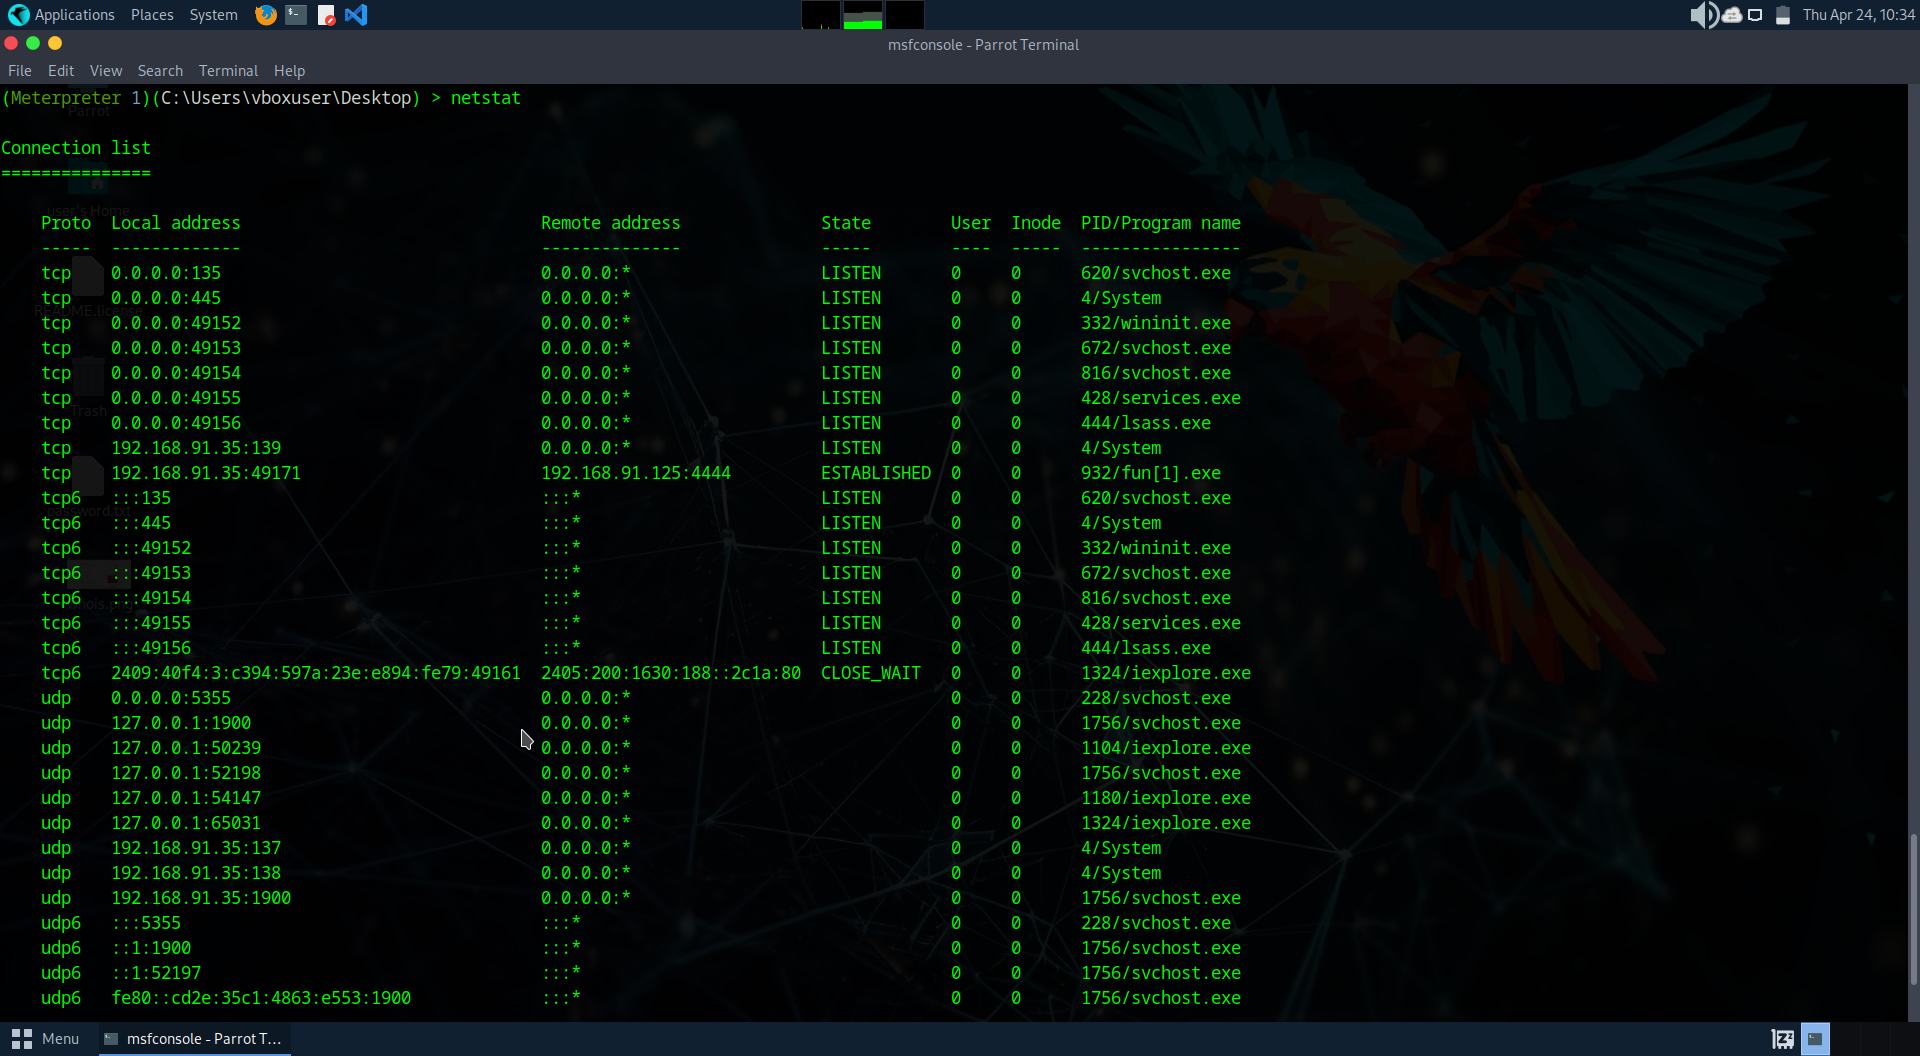 Applications Places System Thu Apr 24, 10:34
msfconsole - Parrot Terminal
File Edit View Search Terminal Help
(Meterpreter 1)(C:\Users\vboxuser\Desktop) > netstat
Parrot
Connection list
===============
user's Home
Proto Local address Remote address State User Inode PID/Program name
----- ------------- -------------- ----- ---- ----- ----------------
tcp 0.0.0.0:135 0.0.0.0:* LISTEN 0 0 620/svchost.exe
tcp 0.0.0.0:445 0.0.0.0:* LISTEN 0 0 4/System
README.license
tcp 0.0.0.0:49152 0.0.0.0:* LISTEN 0 0 332/wininit.exe
tcp 0.0.0.0:49153 0.0.0.0:* LISTEN 0 0 672/svchost.exe
tcp 0.0.0.0:49154 0.0.0.0:* LISTEN 0 0 816/svchost.exe
tcp 0.0.0.0:49155 0.0.0.0:* LISTEN 0 0 428/services.exe
Trash
tcp 0.0.0.0:49156 0.0.0.0:* LISTEN 0 0 444/lsass.exe
tcp 192.168.91.35:139 0.0.0.0:* LISTEN 0 0 4/System
tcp 192.168.91.35:49171 192.168.91.125:4444 ESTABLISHED 0 0 932/fun[1].exe
tcp6 :::135 :::* LISTEN 0 0 620/svchost.exe
password.txt
tcp6 :::445 :::* LISTEN 0 0 4/System
tcp6 :::49152 :::* LISTEN 0 0 332/wininit.exe
tcp6 :::49153 :::* LISTEN 0 0 672/svchost.exe
tcp6 :::49154 :::* LISTEN 0 0 816/svchost.exe
tcp6 :::49155 :::* LISTEN 0 0 428/services.exe
tcp6 :::49156 :::* LISTEN 0 0 444/lsass.exe
tcp6 2409:40f4:3:c394:597a:23e:e894:fe79:49161 2405:200:1630:188::2c1a:80 CLOSE_WAIT 0 0 1324/iexplore.exe
udp 0.0.0.0:5355 0.0.0.0:* 0 0 228/svchost.exe
udp 127.0.0.1:1900 0.0.0.0:* 0 0 1756/svchost.exe
udp 127.0.0.1:50239 0.0.0.0:* 0 0 1104/iexplore.exe
udp 127.0.0.1:52198 0.0.0.0:* 0 0 1756/svchost.exe
udp 127.0.0.1:54147 0.0.0.0:* 0 0 1180/iexplore.exe
udp 127.0.0.1:65031 0.0.0.0:* 0 0 1324/iexplore.exe
udp 192.168.91.35:137 0.0.0.0:* 0 0 4/System
udp 192.168.91.35:138 0.0.0.0:* 0 0 4/System
udp 192.168.91.35:1900 0.0.0.0:* 0 0 1756/svchost.exe
udp6 :::5355 :::* 0 0 228/svchost.exe
udp6 ::1:1900 :::* 0 0 1756/svchost.exe
udp6 ::1:52197 :::* 0 0 1756/svchost.exe
udp6 fe80::cd2e:35c1:4863:e553:1900 :::* 0 0 1756/svchost.exe
Menu msfconsole - Parrot T...